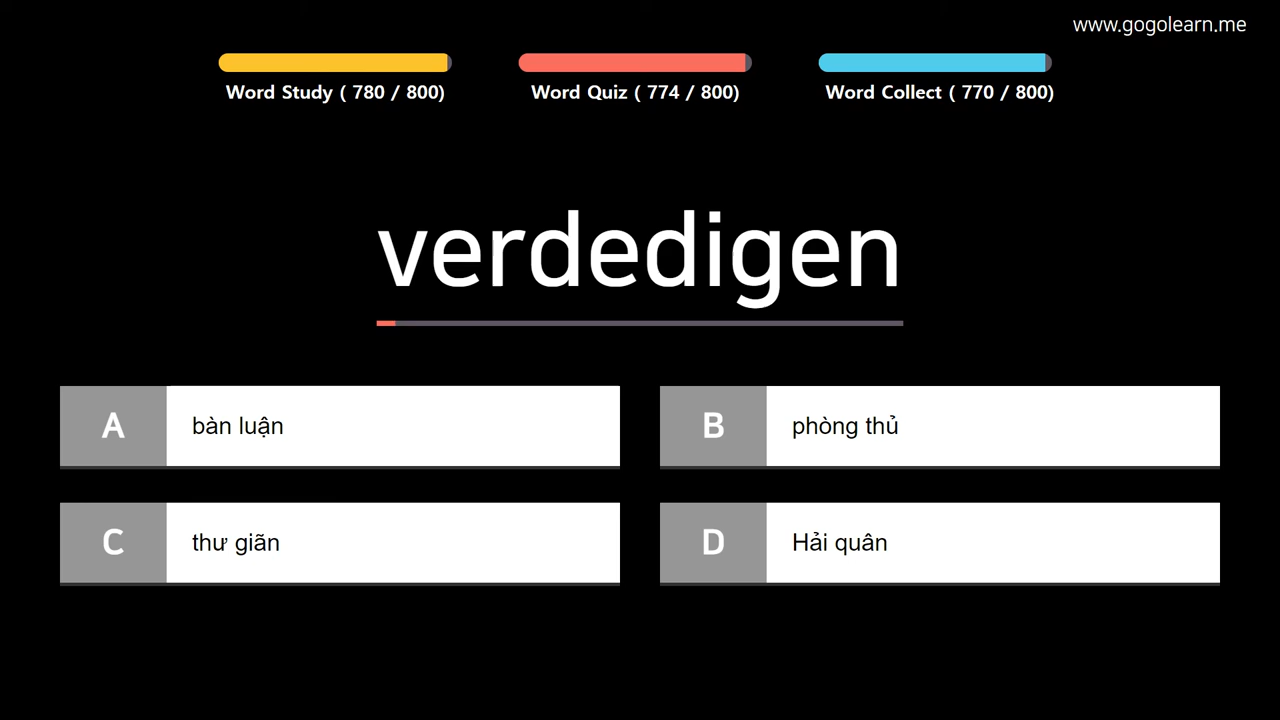 www.gogolearn.me
Word Study ( 780 / 800)
Word Quiz ( 774 / 800)
Word Collect ( 770 / 800)
verdedigen
A bàn luận
B phòng thủ
C thư giãn
D Hải quân